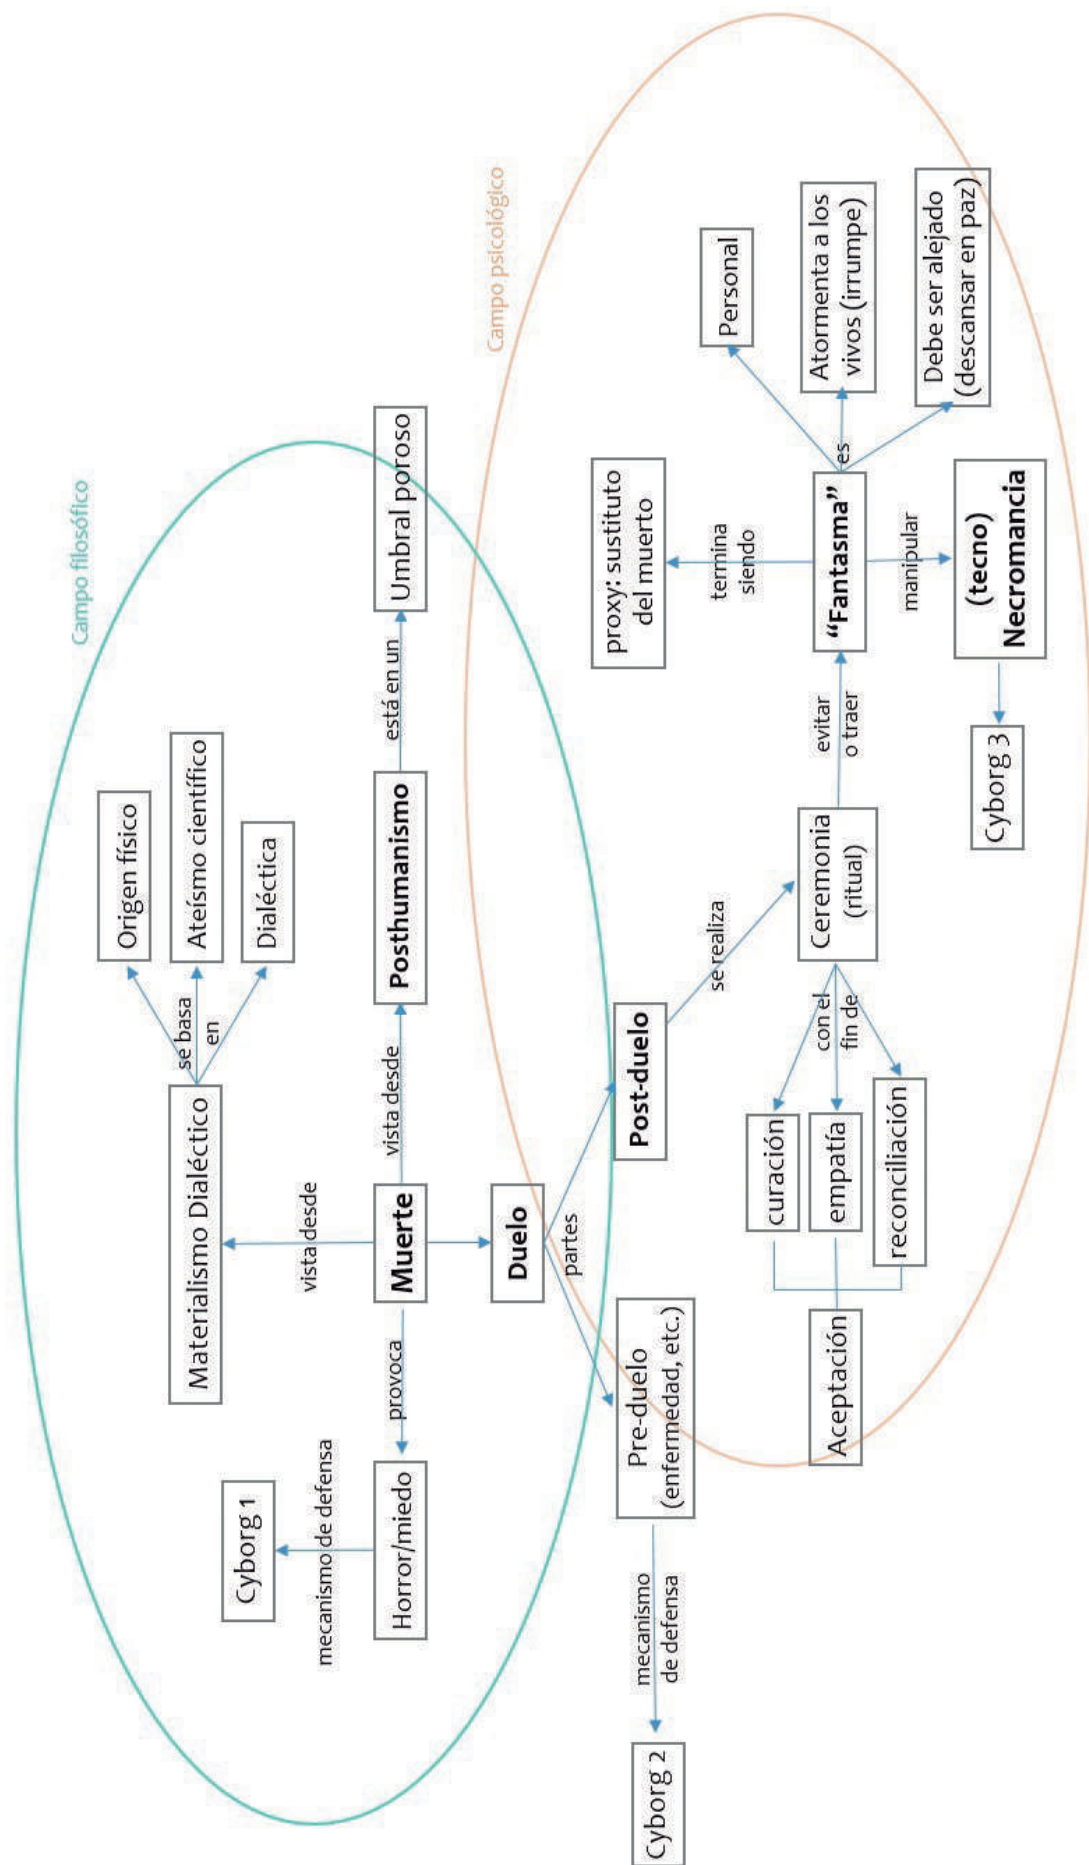 Campo filosófico
Origen físico
Ateísmo científico
Dialéctica
se basa
en
Materialismo Dialéctico
Cyborg 1
mecanismo de defensa
vista desde
Horror/miedo
provoca
Muerte
vista desde
Posthumanismo
está en un
Umbral poroso
Duelo
partes
Campo psicológico
Cyborg 2
mecanismo
de defensa
Pre-duelo
(enfermedad, etc.)
Post-duelo
se realiza
Aceptación
curación
empatía
reconciliación
con el
fin de
Ceremonia
(ritual)
evitar
o traer
proxy: sustituto
del muerto
termina
siendo
“Fantasma”
es
Personal
Atormenta a los
vivos (irrumpe)
Debe ser alejado
(descansar en paz)
manipular
(tecno)
Necromancia
Cyborg 3